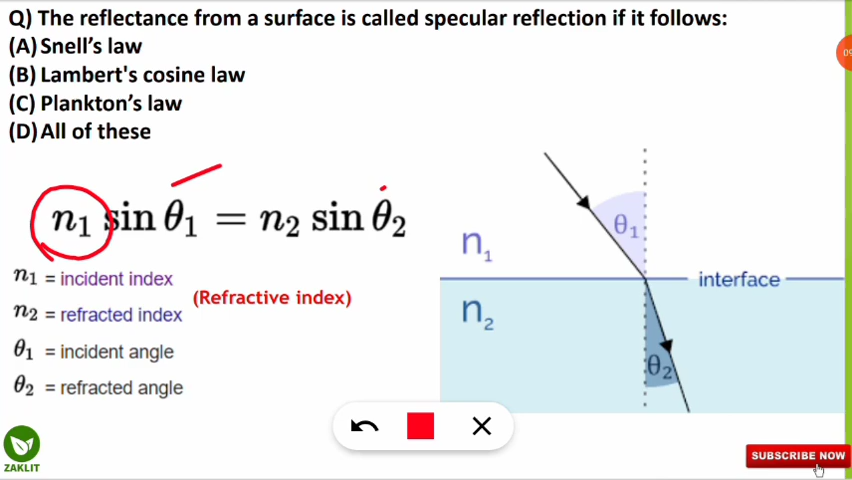 Q) The reflectance from a surface is called specular reflection if it follows:
(A) Snell's law
(B) Lambert's cosine law
(C) Plankton's law
(D) All of these
n₁ sin θ₁ = n₂ sin θ₂
n₁ = incident index
(Refractive index)
n₂ = refracted index
θ₁ = incident angle
θ₂ = refracted angle
θ₁
n₁
interface
n₂
θ₂
ZAKLIT
SUBSCRIBE NOW